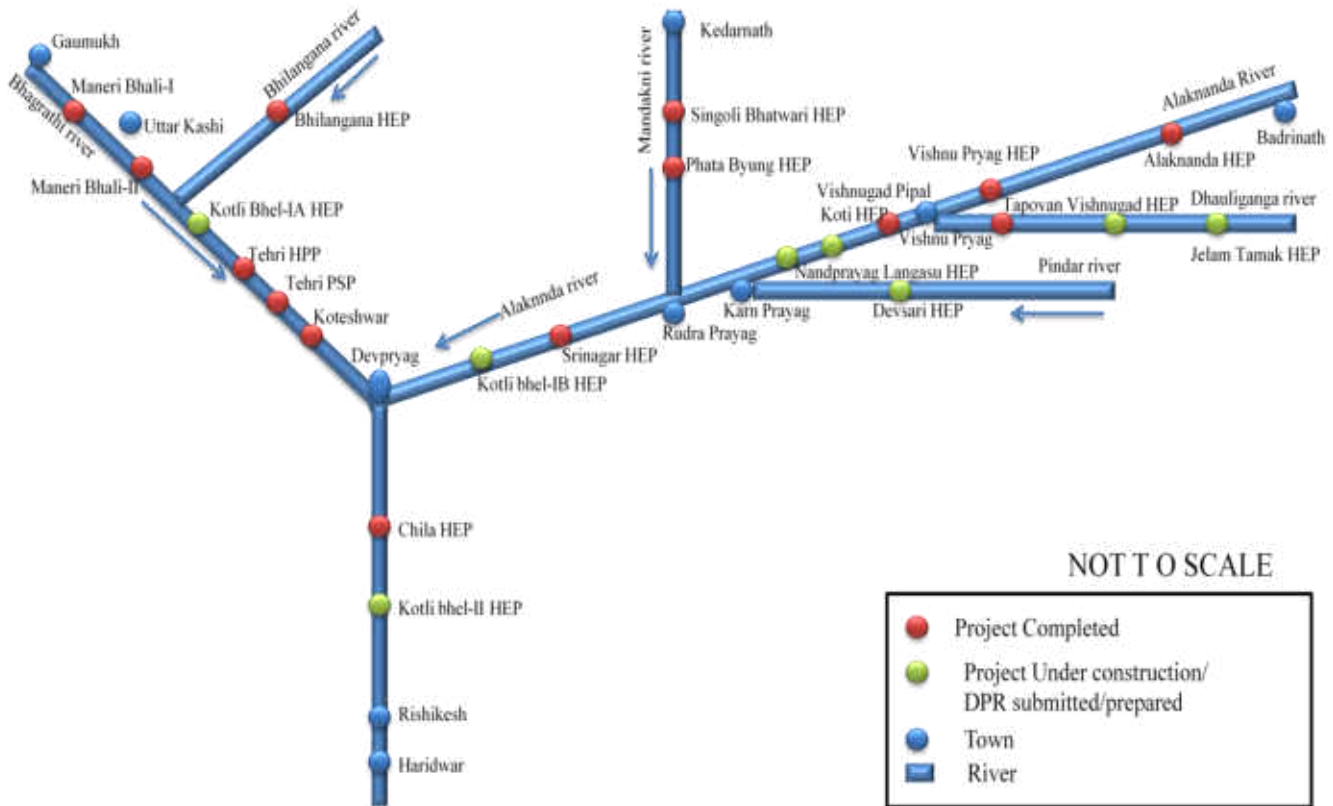 Gaumukh
Maneri Bhali-I
Bhagrathi river
Uttar Kashi
Maneri Bhali-II
Bhilangana river
Bhilangana HEP
Kotli Bhel-IA HEP
Tehri HPP
Tehri PSP
Koteshwar
Devpryag
Mandakni river
Kedarnath
Singoli Bhatwari HEP
Phata Byung HEP
Alaknanda River
Badrinath
Alaknanda HEP
Vishnu Pryag HEP
Vishnugad Pipal
Koti HEP
Vishnu Pryag
Tapovan Vishnugad HEP
Dhauliganga river
Jelam Tamak HEP
Nandprayag Langasu HEP
Pindar river
Karn Prayag
Devsari HEP
Rudra Prayag
Alaknnda river
Srinagar HEP
Kotli bhel-IB HEP
Chila HEP
Kotli bhel-II HEP
Rishikesh
Haridwar
NOT T O SCALE
Project Completed
Project Under construction/
DPR submitted/prepared
Town
River